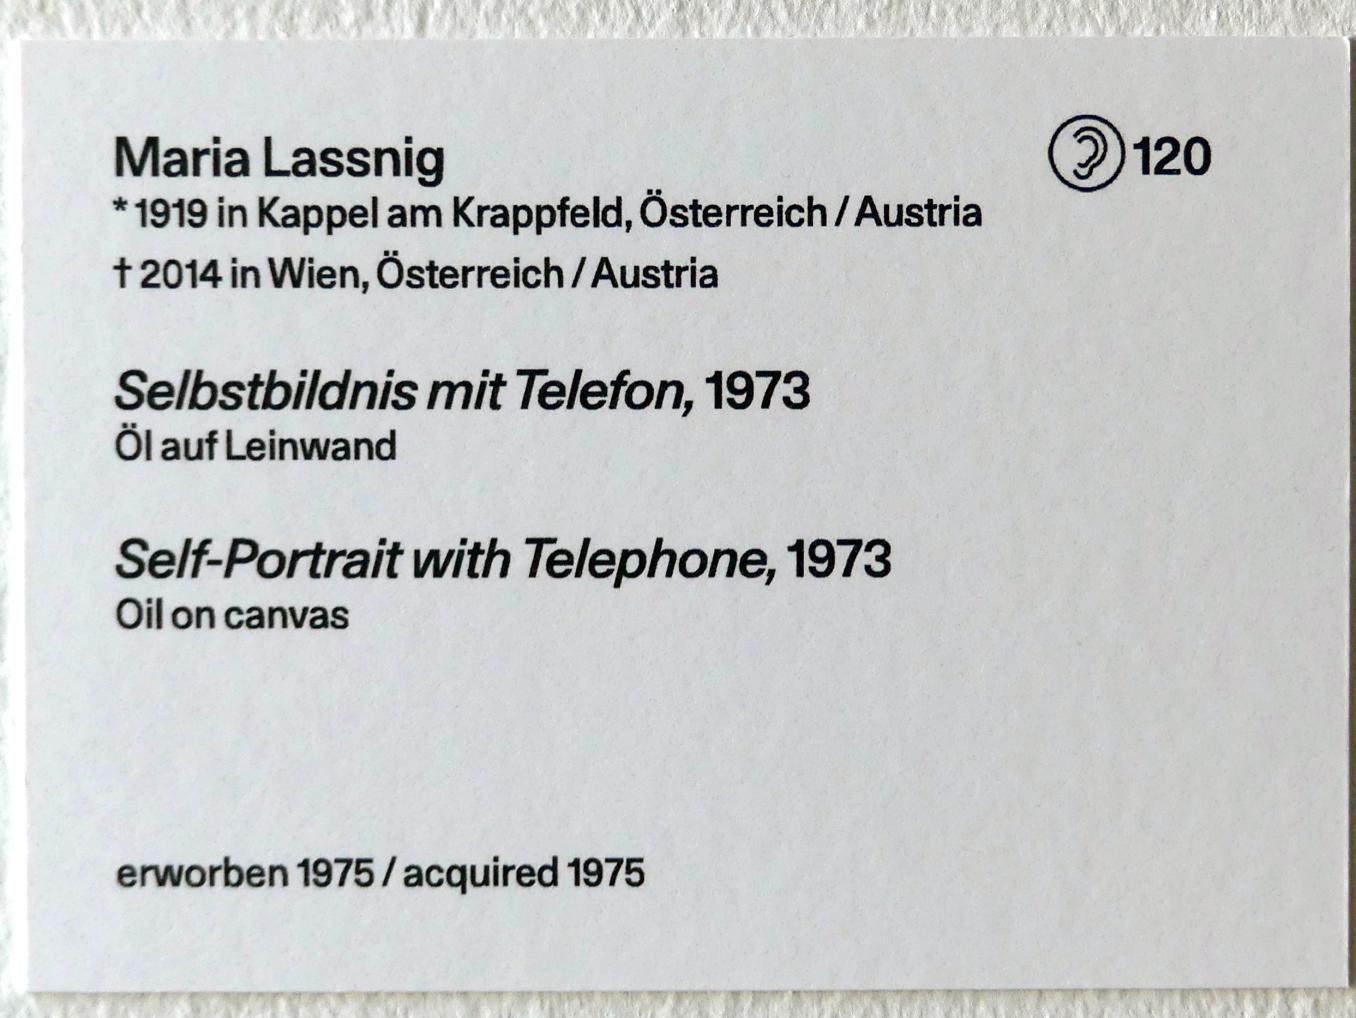 Maria Lassnig
120
* 1919 in Kappel am Krappfeld, Österreich / Austria
† 2014 in Wien, Österreich / Austria
Selbstbildnis mit Telefon, 1973
Öl auf Leinwand
Self-Portrait with Telephone, 1973
Oil on canvas
erworben 1975 / acquired 1975